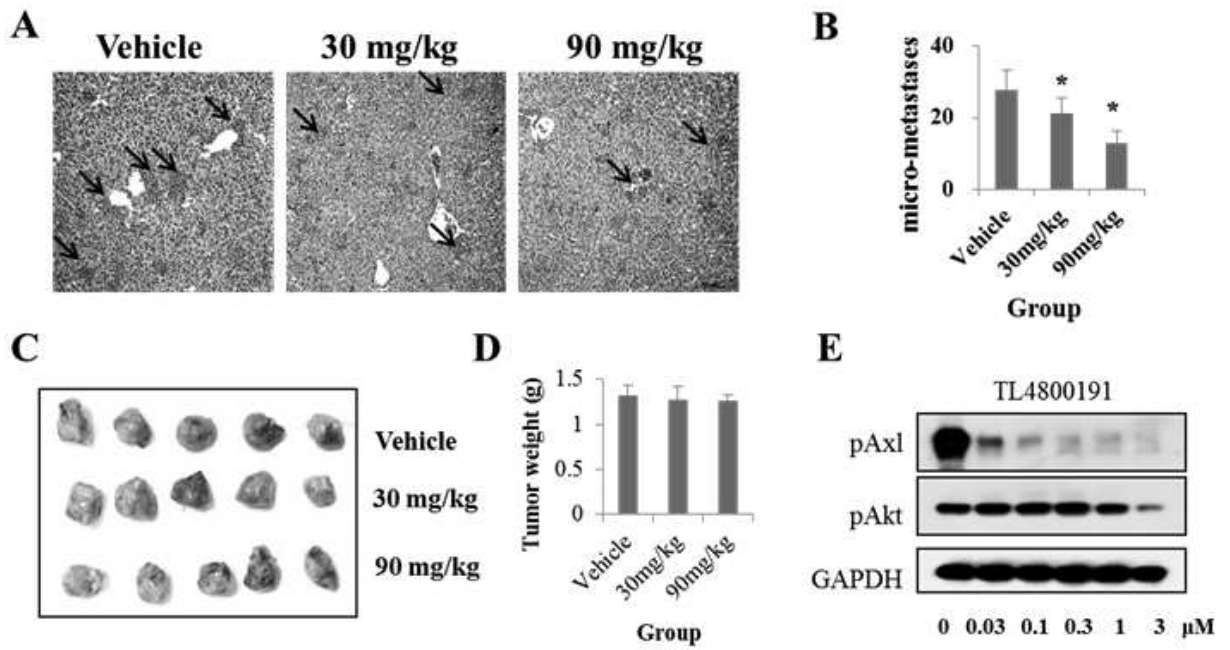 A
Vehicle 30 mg/kg 90 mg/kg
B
micro-metastases
40
20
0
*
*
Vehicle
30mg/kg
90mg/kg
Group
C
Vehicle
30 mg/kg
90 mg/kg
D
Tumor weight (g)
1.5
1
0.5
0
Vehicle
30mg/kg
90mg/kg
Group
E
TL4800191
pAxl
pAkt
GAPDH
0 0.03 0.1 0.3 1 3 μM